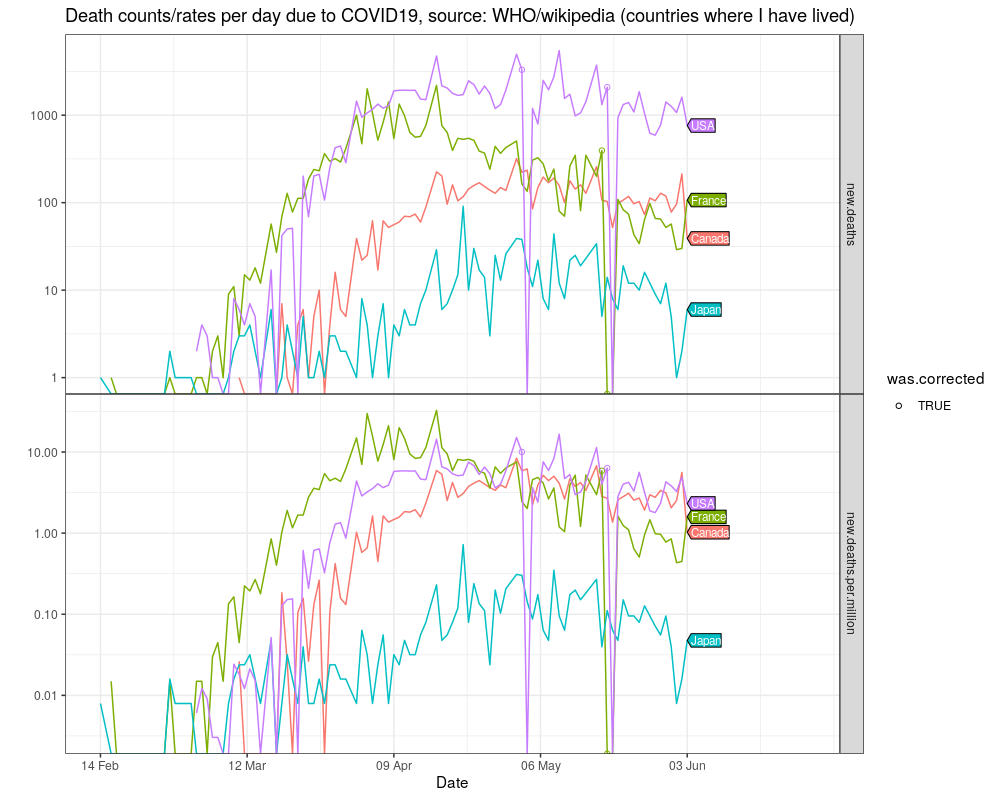 Death counts/rates per day due to COVID19, source: WHO/wikipedia (countries where I have lived)
1000
100
10
1
USA
France
Canada
Japan
new.deaths
10.00
1.00
0.10
0.01
USA
France
Canada
Japan
new.deaths.per.million
14 Feb
12 Mar
09 Apr
06 May
03 Jun
Date
was.corrected
TRUE